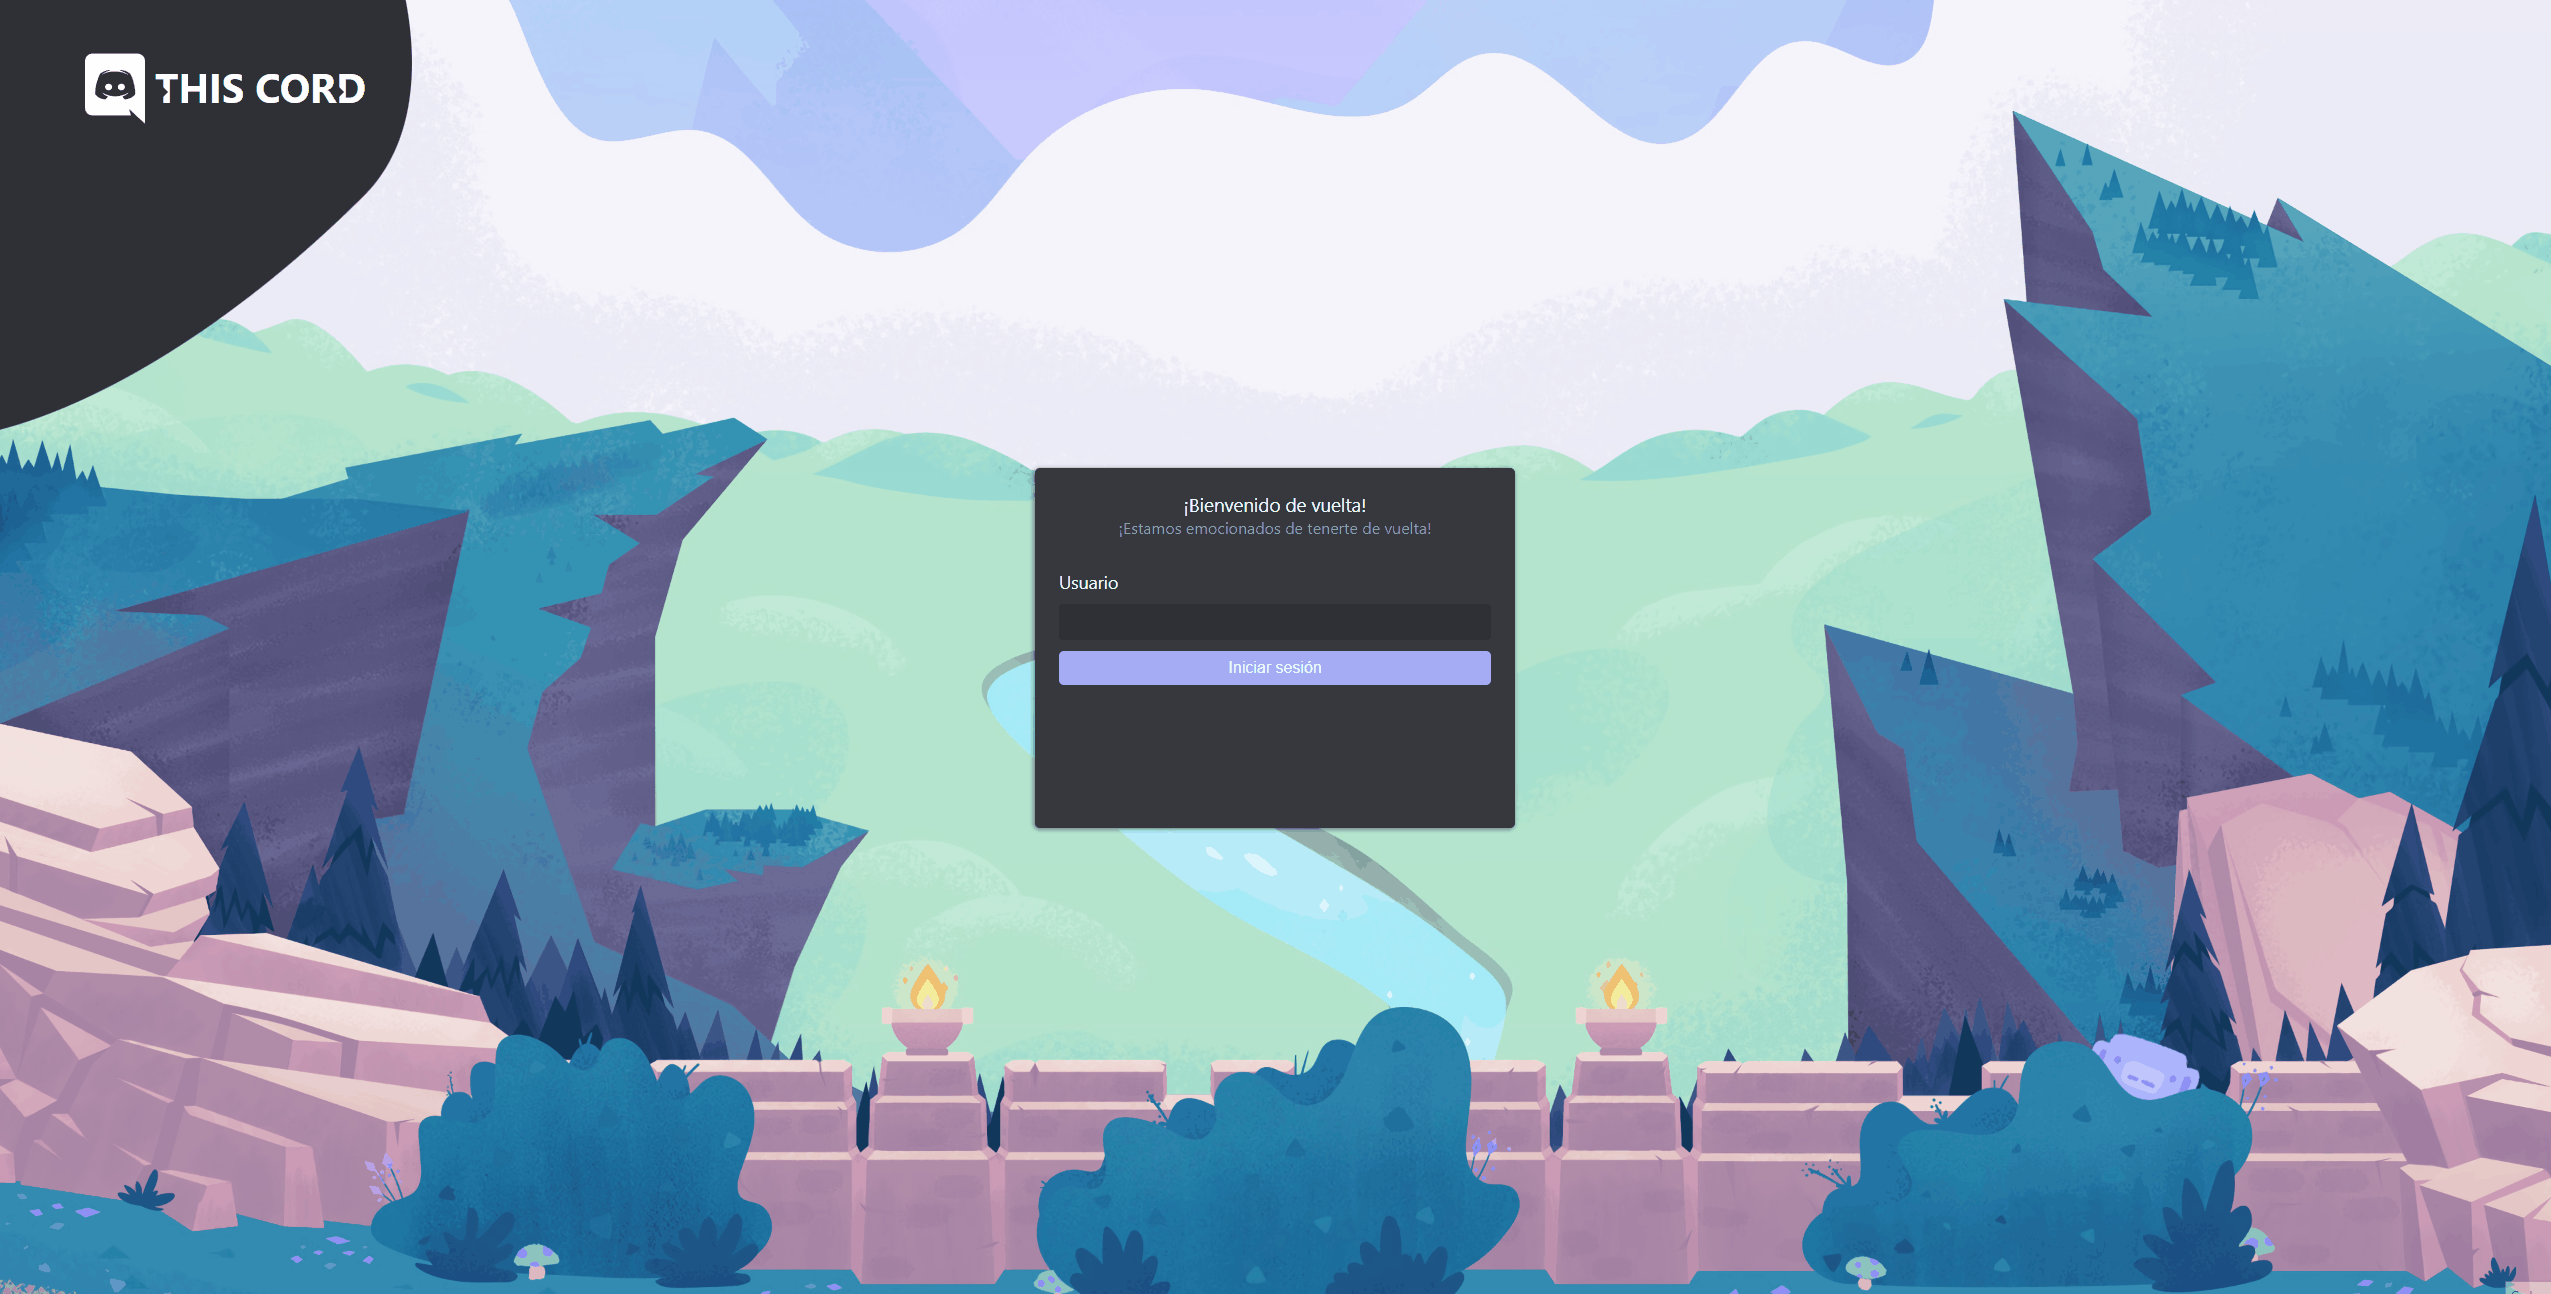 THIS CORD
¡Bienvenido de vuelta!
¡Estamos emocionados de tenerte de vuelta!
Usuario
Iniciar sesión